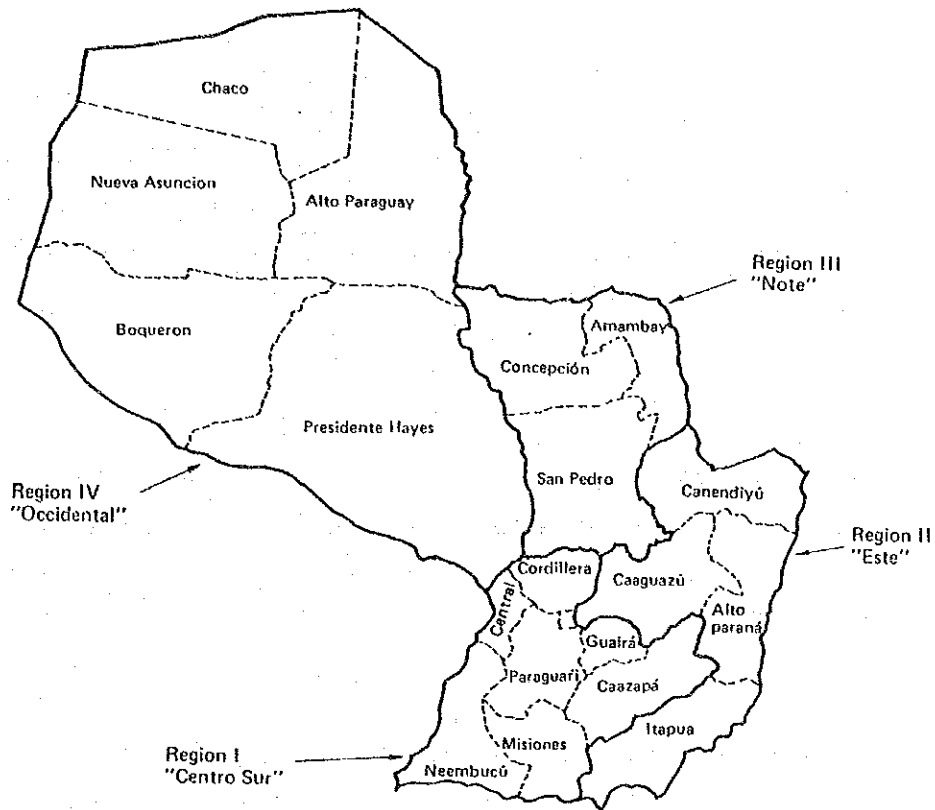 Chaco
Nueva Asuncion
Alto Paraguay
Region III
"Note"
Boqueron
Amambay
Concepción
Presidente Hayes
San Pedro
Canendiyú
Region IV
"Occidental"
Region II
"Este"
Cordillera
Caaguazú
Central
Alto
paraná
Guairá
Paraguarí
Caazapá
Itapua
Misiones
Region I
"Centro Sur"
Neembucú